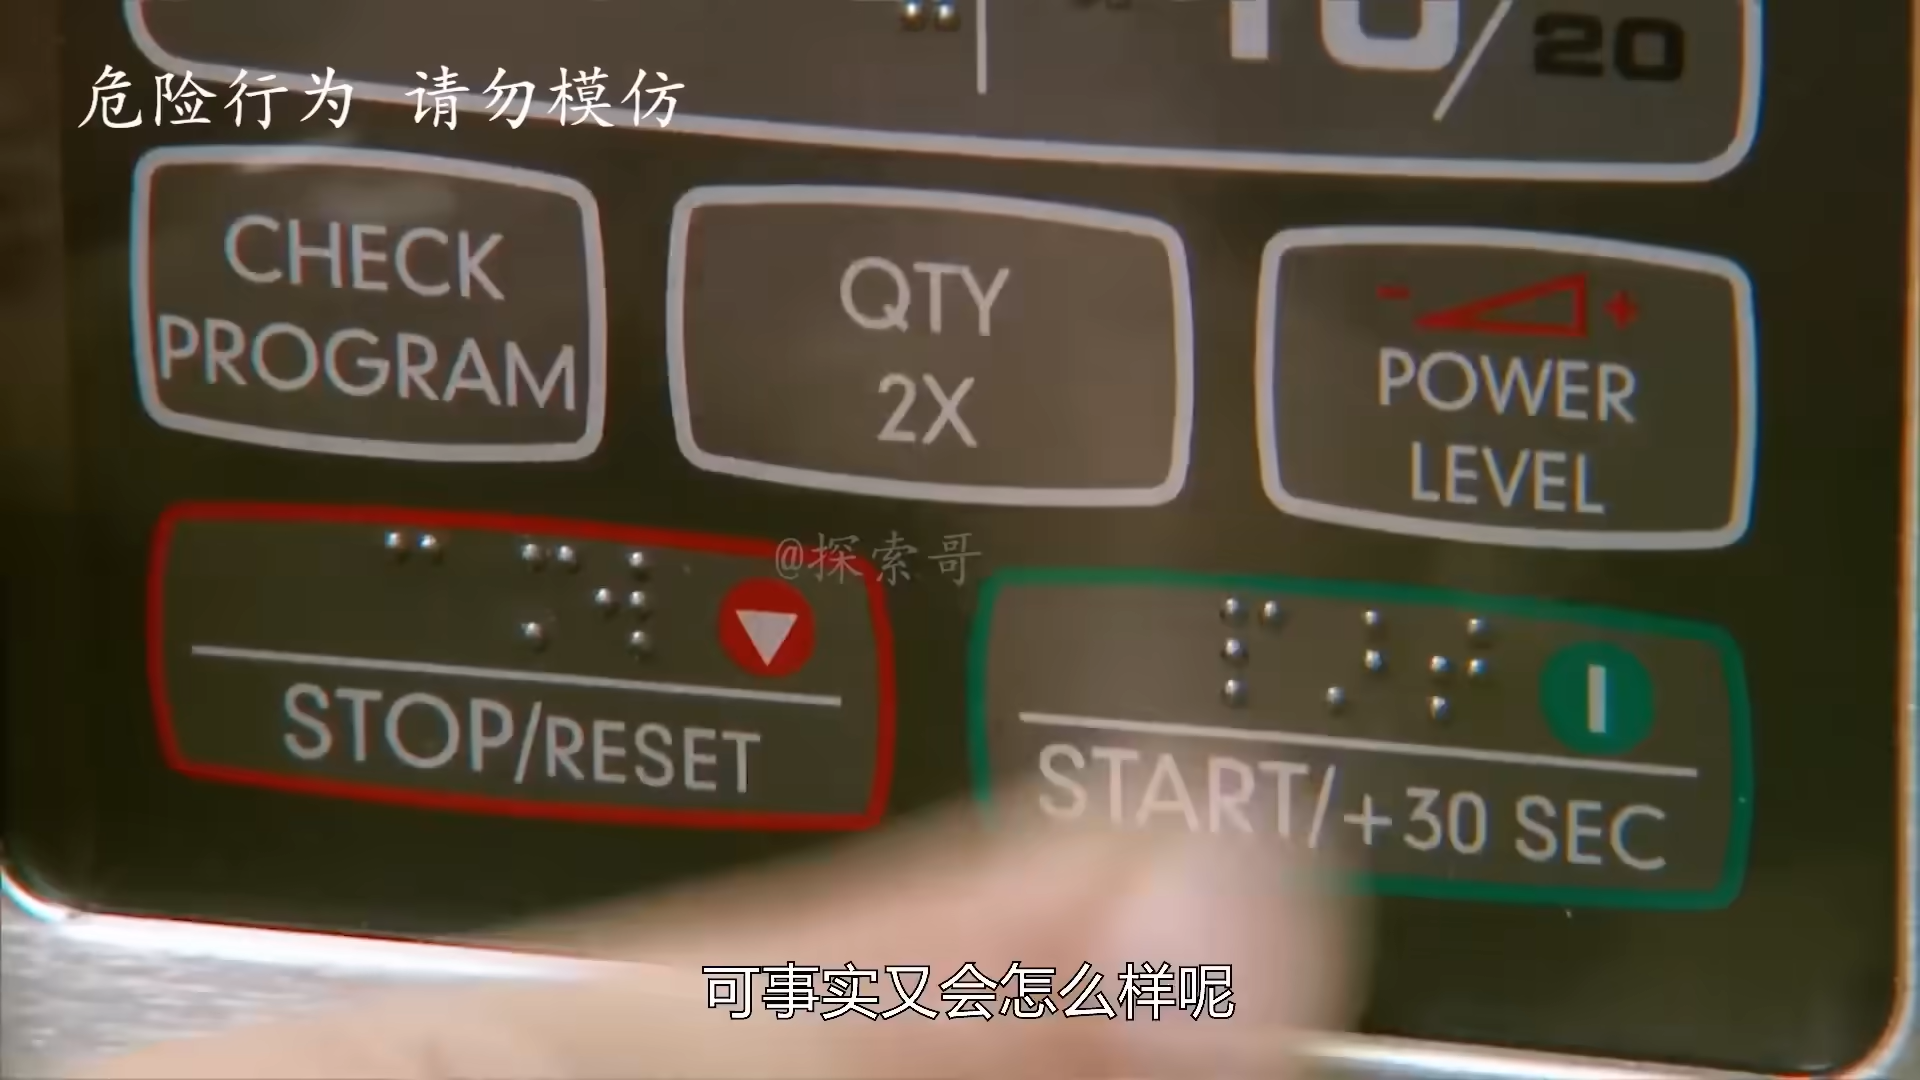 10/20
危险行为 请勿模仿
CHECK
PROGRAM
QTY
2X
- +
POWER
LEVEL
@探索哥
STOP/RESET
START/+30 SEC
可事实又会怎么样呢